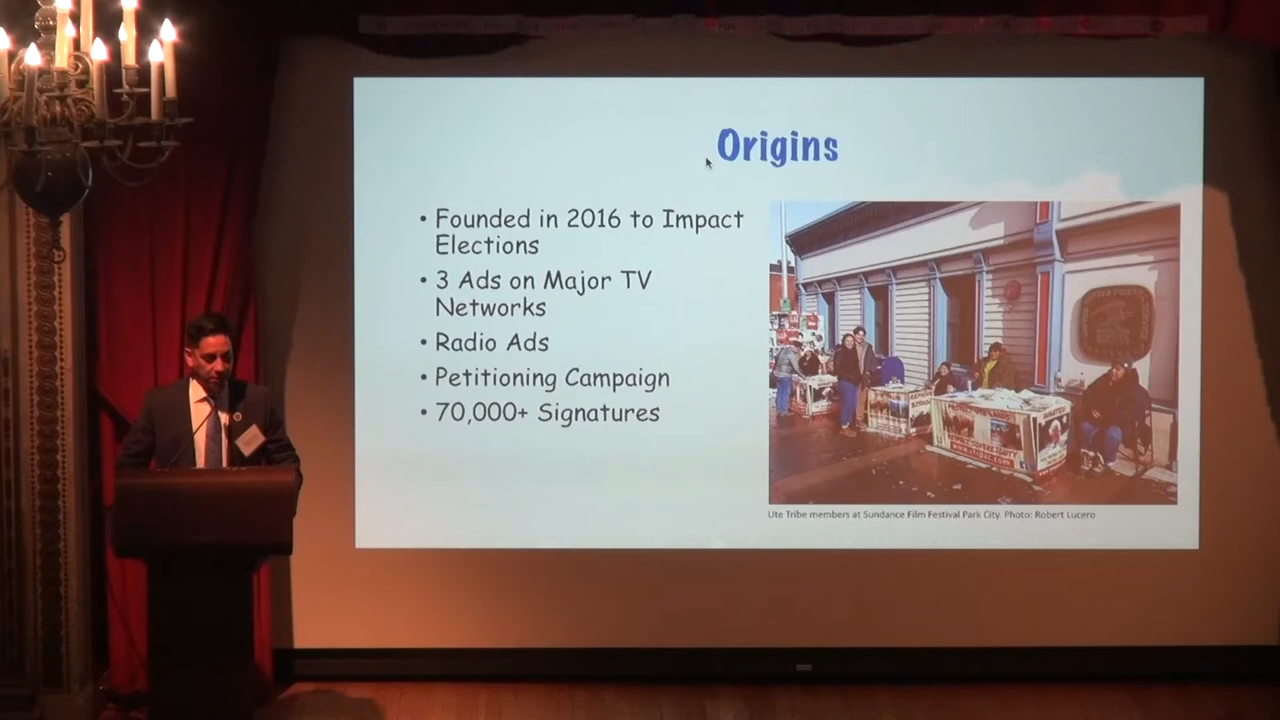 Origins
• Founded in 2016 to Impact
Elections
• 3 Ads on Major TV
Networks
• Radio Ads
• Petitioning Campaign
• 70,000+ Signatures
WANTED
Ute Tribe members at Sundance Film Festival Park City. Photo: Robert Lucero